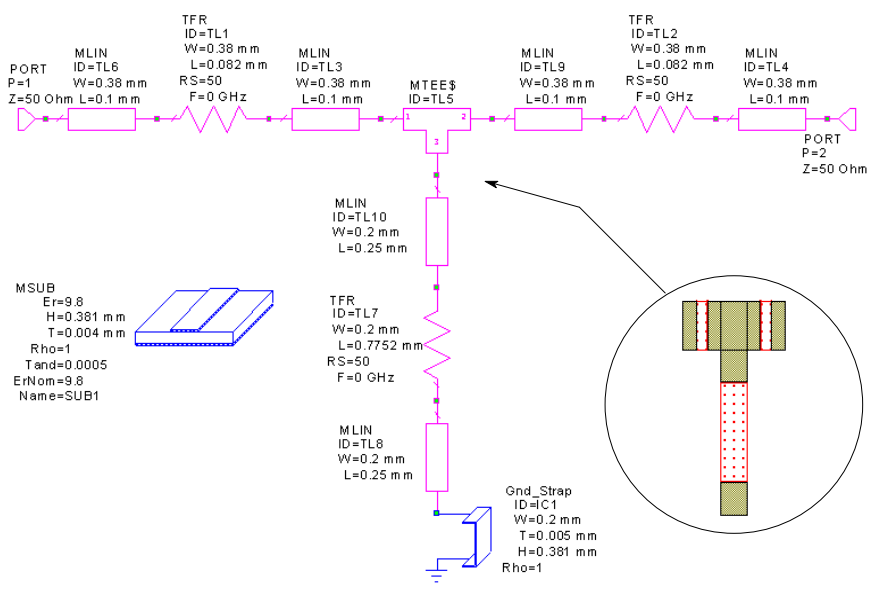 PORT
P=1
Z=50 Ohm
MLIN
ID=TL6
W=0.38 mm
L=0.1 mm
TFR
ID=TL1
W=0.38 mm
L=0.082 mm
RS=50
F=0 GHz
MLIN
ID=TL3
W=0.38 mm
L=0.1 mm
MTEE$
ID=TL5
1
2
3
MLIN
ID=TL9
W=0.38 mm
L=0.1 mm
TFR
ID=TL2
W=0.38 mm
L=0.082 mm
RS=50
F=0 GHz
MLIN
ID=TL4
W=0.38 mm
L=0.1 mm
PORT
P=2
Z=50 Ohm
MLIN
ID=TL10
W=0.2 mm
L=0.25 mm
MSUB
Er=9.8
H=0.381 mm
T=0.004 mm
Rho=1
Tand=0.0005
ErNom=9.8
Name=SUB1
TFR
ID=TL7
W=0.2 mm
L=0.7752 mm
RS=50
F=0 GHz
MLIN
ID=TL8
W=0.2 mm
L=0.25 mm
Gnd_Strap
ID=IC1
W=0.2 mm
T=0.005 mm
H=0.381 mm
Rho=1